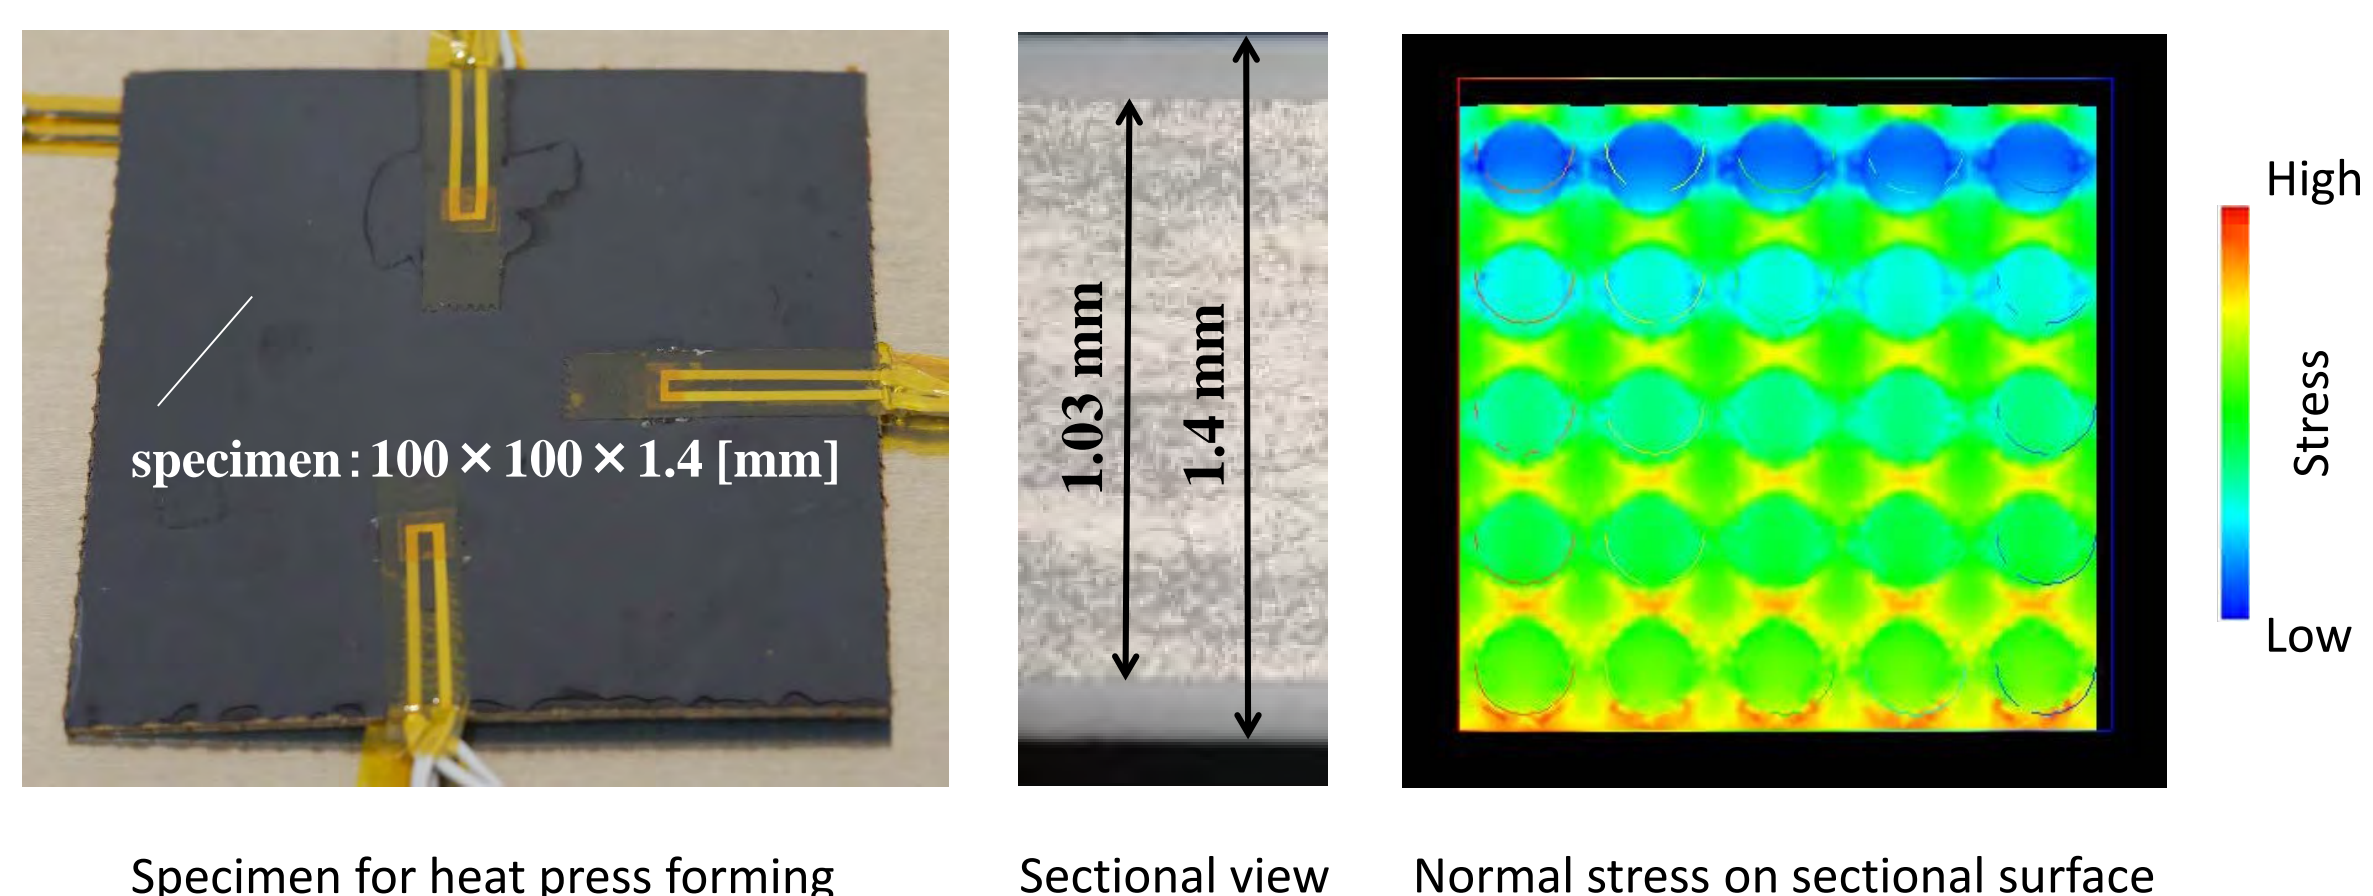 specimen:100×100×1.4 [mm]
1.03 mm
1.4 mm
High
Stress
Low
Specimen for heat press forming
Sectional view
Normal stress on sectional surface